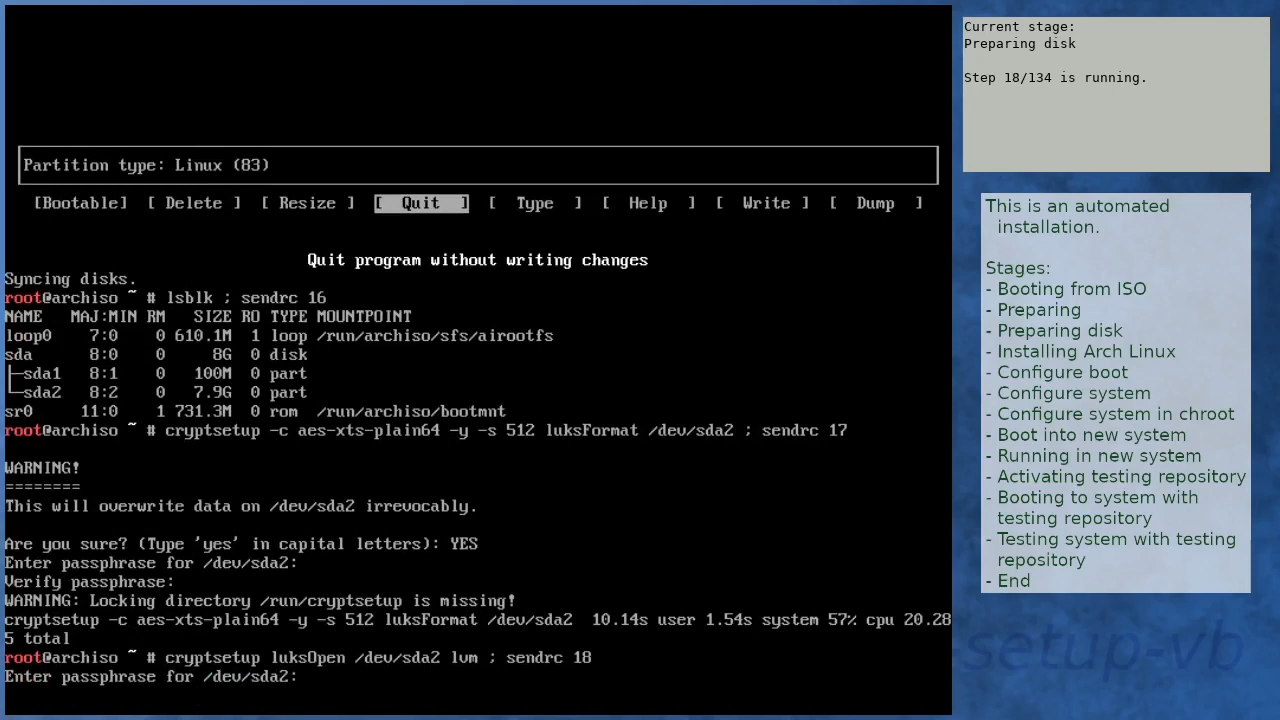 Partition type: Linux (83)
[Bootable] [ Delete ] [ Resize ] [ Quit ] [ Type ] [ Help ] [ Write ] [ Dump ]
Quit program without writing changes
Syncing disks.
root@archiso ~ # lsblk ; sendrc 16
NAME   MAJ:MIN RM   SIZE RO TYPE MOUNTPOINT
loop0    7:0    0 610.1M  1 loop /run/archiso/sfs/airootfs
sda      8:0    0     8G  0 disk
├─sda1   8:1    0   100M  0 part
└─sda2   8:2    0   7.9G  0 part
sr0     11:0    1 731.3M  0 rom  /run/archiso/bootmnt
root@archiso ~ # cryptsetup -c aes-xts-plain64 -y -s 512 luksFormat /dev/sda2 ; sendrc 17
WARNING!
========
This will overwrite data on /dev/sda2 irrevocably.
Are you sure? (Type 'yes' in capital letters): YES
Enter passphrase for /dev/sda2:
Verify passphrase:
WARNING: Locking directory /run/cryptsetup is missing!
cryptsetup -c aes-xts-plain64 -y -s 512 luksFormat /dev/sda2  10.14s user 1.54s system 57% cpu 20.28
5 total
root@archiso ~ # cryptsetup luksOpen /dev/sda2 lvm ; sendrc 18
Enter passphrase for /dev/sda2:
Current stage:
Preparing disk
Step 18/134 is running.
This is an automated
installation.
Stages:
- Booting from ISO
- Preparing
- Preparing disk
- Installing Arch Linux
- Configure boot
- Configure system
- Configure system in chroot
- Boot into new system
- Running in new system
- Activating testing repository
- Booting to system with
testing repository
- Testing system with testing
repository
- End
-setup-vb